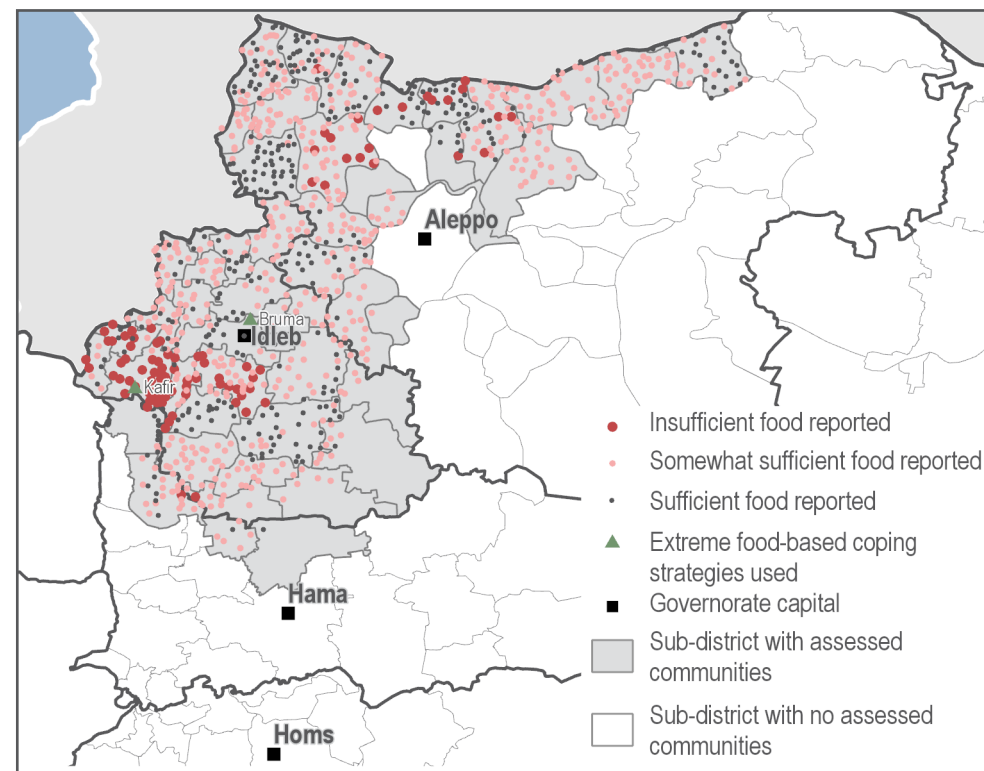 Aleppo
Bruma
Idleb
Kafir
Insufficient food reported
Somewhat sufficient food reported
Sufficient food reported
Extreme food-based coping
strategies used
Governorate capital
Hama
Sub-district with assessed
communities
Sub-district with no assessed
communities
Homs